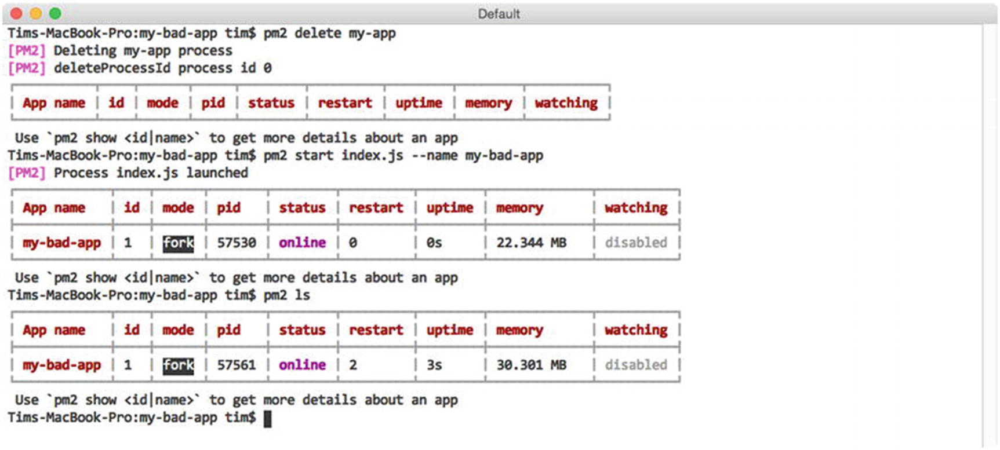 Default
Tims-MacBook-Pro:my-bad-app tim$ pm2 delete my-app
[PM2] Deleting my-app process
[PM2] deleteProcessId process id 0
App name | id | mode | pid | status | restart | uptime | memory | watching
Use `pm2 show <id|name>` to get more details about an app
Tims-MacBook-Pro:my-bad-app tim$ pm2 start index.js --name my-bad-app
[PM2] Process index.js launched
App name | id | mode | pid | status | restart | uptime | memory | watching
my-bad-app | 1 | fork | 57530 | online | 0 | 0s | 22.344 MB | disabled
Use `pm2 show <id|name>` to get more details about an app
Tims-MacBook-Pro:my-bad-app tim$ pm2 ls
App name | id | mode | pid | status | restart | uptime | memory | watching
my-bad-app | 1 | fork | 57561 | online | 2 | 3s | 30.301 MB | disabled
Use `pm2 show <id|name>` to get more details about an app
Tims-MacBook-Pro:my-bad-app tim$